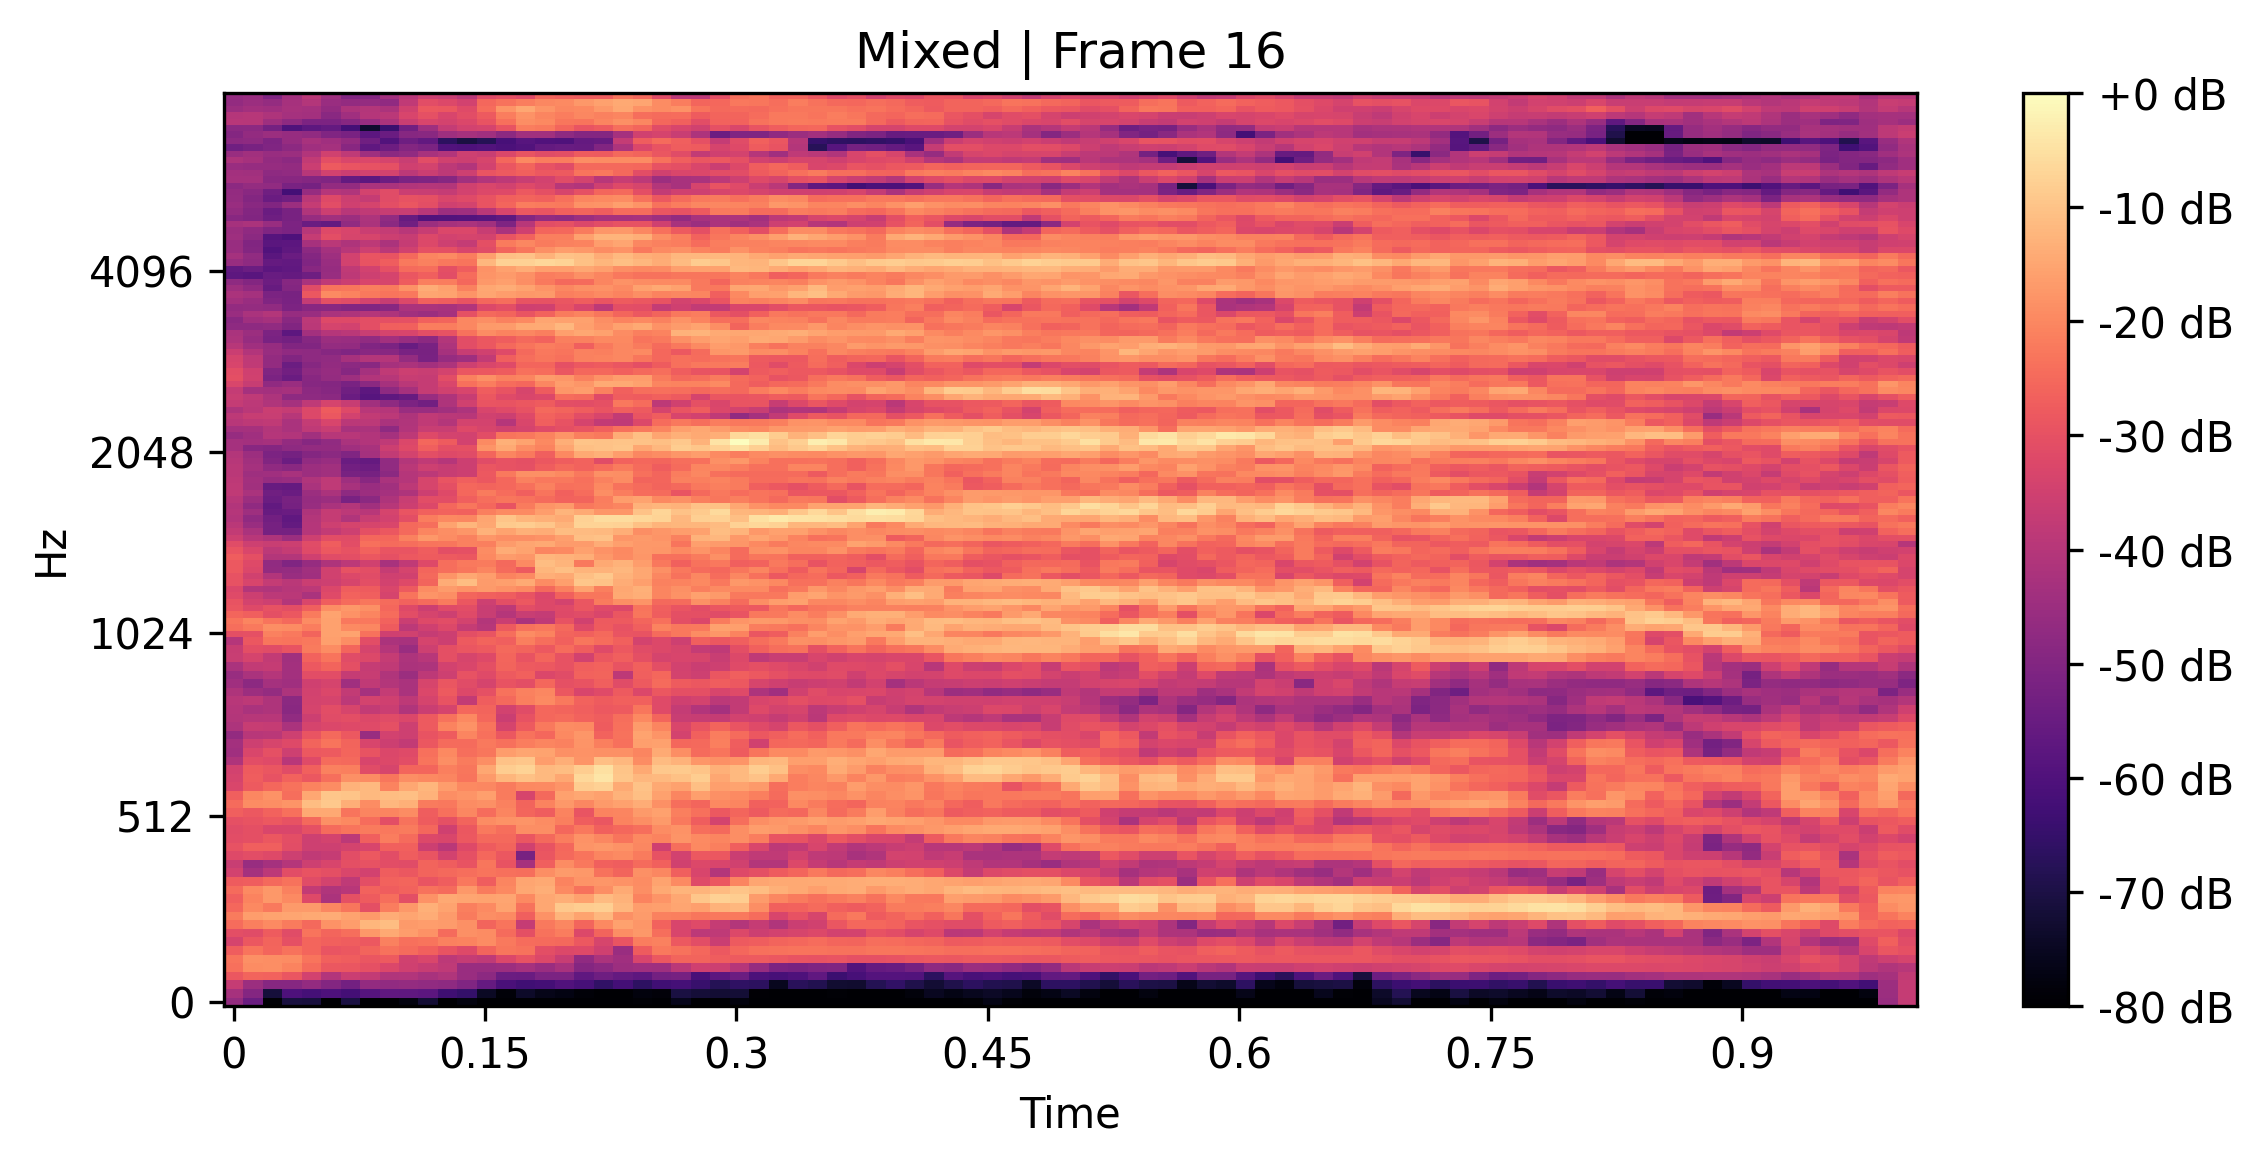 Mixed | Frame 16
Hz
4096
2048
1024
512
0
0 0.15 0.3 0.45 0.6 0.75 0.9
Time
+0 dB
-10 dB
-20 dB
-30 dB
-40 dB
-50 dB
-60 dB
-70 dB
-80 dB